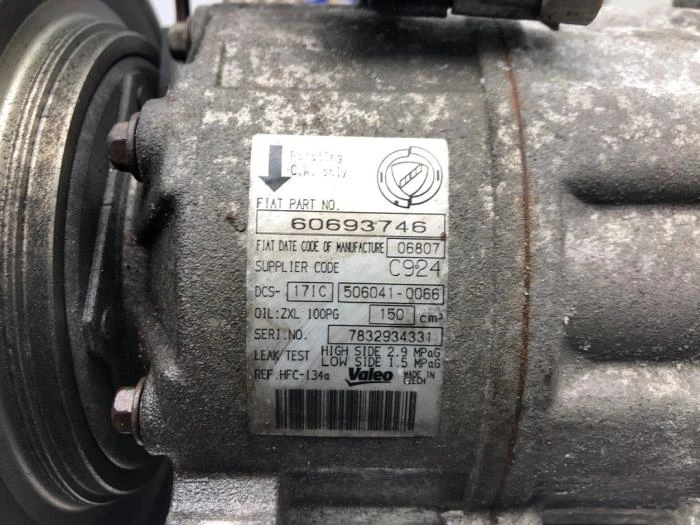 C.W. only
FIAT PART NO.
60693746
FIAT DATE CODE OF MANUFACTURE 06807
SUPPLIER CODE C924
DCS- 17IC 506041-0066
OIL:ZXL 100PG 150 cm³
SERI.NO. 7832934331
LEAK TEST HIGH SIDE 2.9 MPaG
LOW SIDE 1.5 MPaG
REF.HFC-134a Valeo MADE IN CZECH